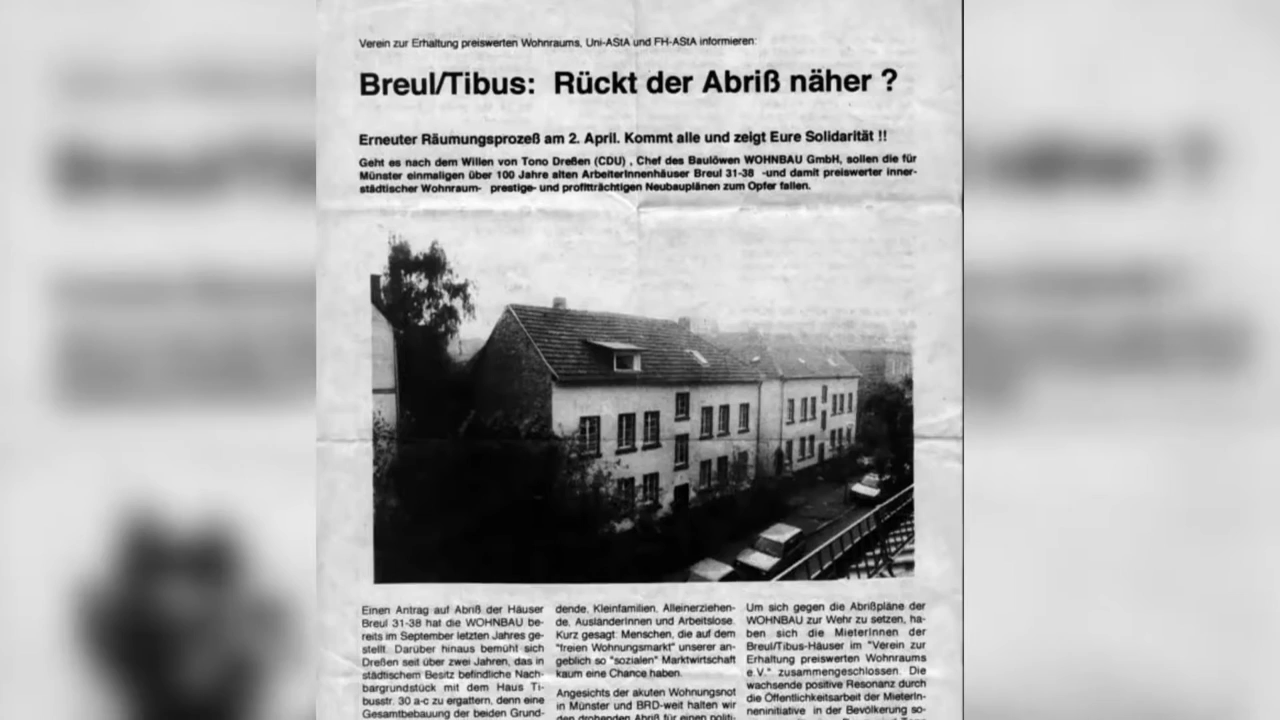 Verein zur Erhaltung preiswerten Wohnraums, Uni-AStA und FH-AStA informieren:
Breul/Tibus: Rückt der Abriß näher ?
Erneuter Räumungsprozeß am 2. April. Kommt alle und zeigt Eure Solidarität !!
Geht es nach dem Willen von Tono Dreßen (CDU) , Chef des Baulöwen WOHNBAU GmbH, sollen die für
Münster einmaligen über 100 Jahre alten ArbeiterInnenhäuser Breul 31-38 -und damit preiswerter inner-
städtischer Wohnraum- prestige- und profitträchtigen Neubauplänen zum Opfer fallen.
Einen Antrag auf Abriß der Häuser
Breul 31-38 hat die WOHNBAU be-
reits im September letzten Jahres ge-
stellt. Darüber hinaus bemüht sich
Dreßen seit über zwei Jahren, das in
städtischem Besitz befindliche Nach-
bargrundstück mit dem Haus Ti-
busstr. 30 a-c zu ergattern, denn eine
Gesamtbebauung der beiden Grund-
dende, Kleinfamilien, Alleinerziehen-
de, AusländerInnen und Arbeitslose.
Kurz gesagt: Menschen, die auf dem
"freien Wohnungsmarkt" unserer an-
geblich so "sozialen" Marktwirtschaft
kaum eine Chance haben.
Angesichts der akuten Wohnungsnot
in Münster und BRD-weit halten wir
den drohenden Abriß für einen politi-
Um sich gegen die Abrißpläne der
WOHNBAU zur Wehr zu setzen, ha-
ben sich die MieterInnen der
Breul/Tibus-Häuser im "Verein zur
Erhaltung preiswerten Wohnraums
e.V." zusammengeschlossen. Die
wachsende positive Resonanz durch
die Öffentlichkeitsarbeit der MieterIn-
neninitiative in der Bevölkerung so-